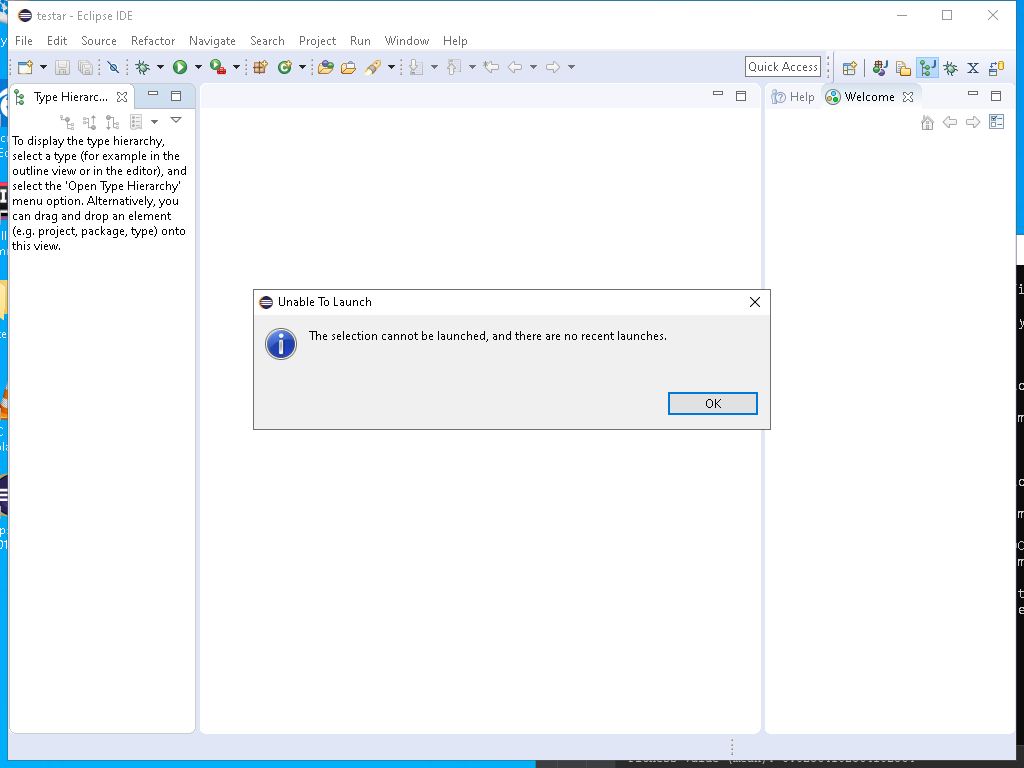 testar - Eclipse IDE
File Edit Source Refactor Navigate Search Project Run Window Help
Quick Access
Type Hierarc...
Help
Welcome
To display the type hierarchy,
select a type (for example in the
outline view or in the editor), and
select the 'Open Type Hierarchy'
menu option. Alternatively, you
can drag and drop an element
(e.g. project, package, type) onto
this view.
Unable To Launch
The selection cannot be launched, and there are no recent launches.
OK